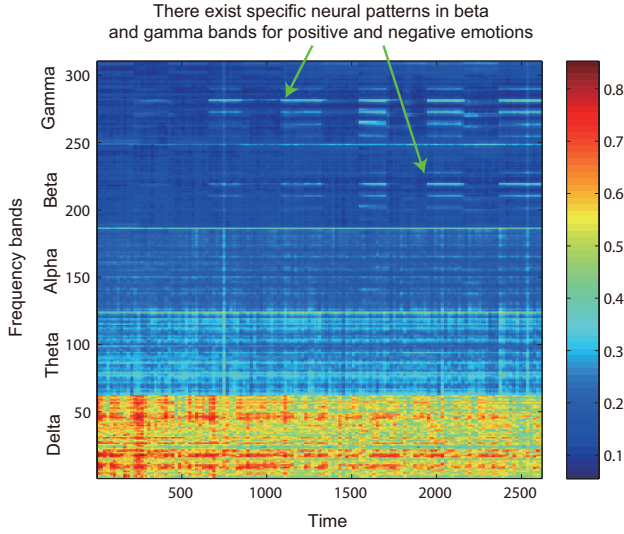 There exist specific neural patterns in beta
and gamma bands for positive and negative emotions
Frequency bands
Gamma
Beta
Alpha
Theta
Delta
300
250
200
150
100
50
500
1000
1500
2000
2500
Time
0.8
0.7
0.6
0.5
0.4
0.3
0.2
0.1